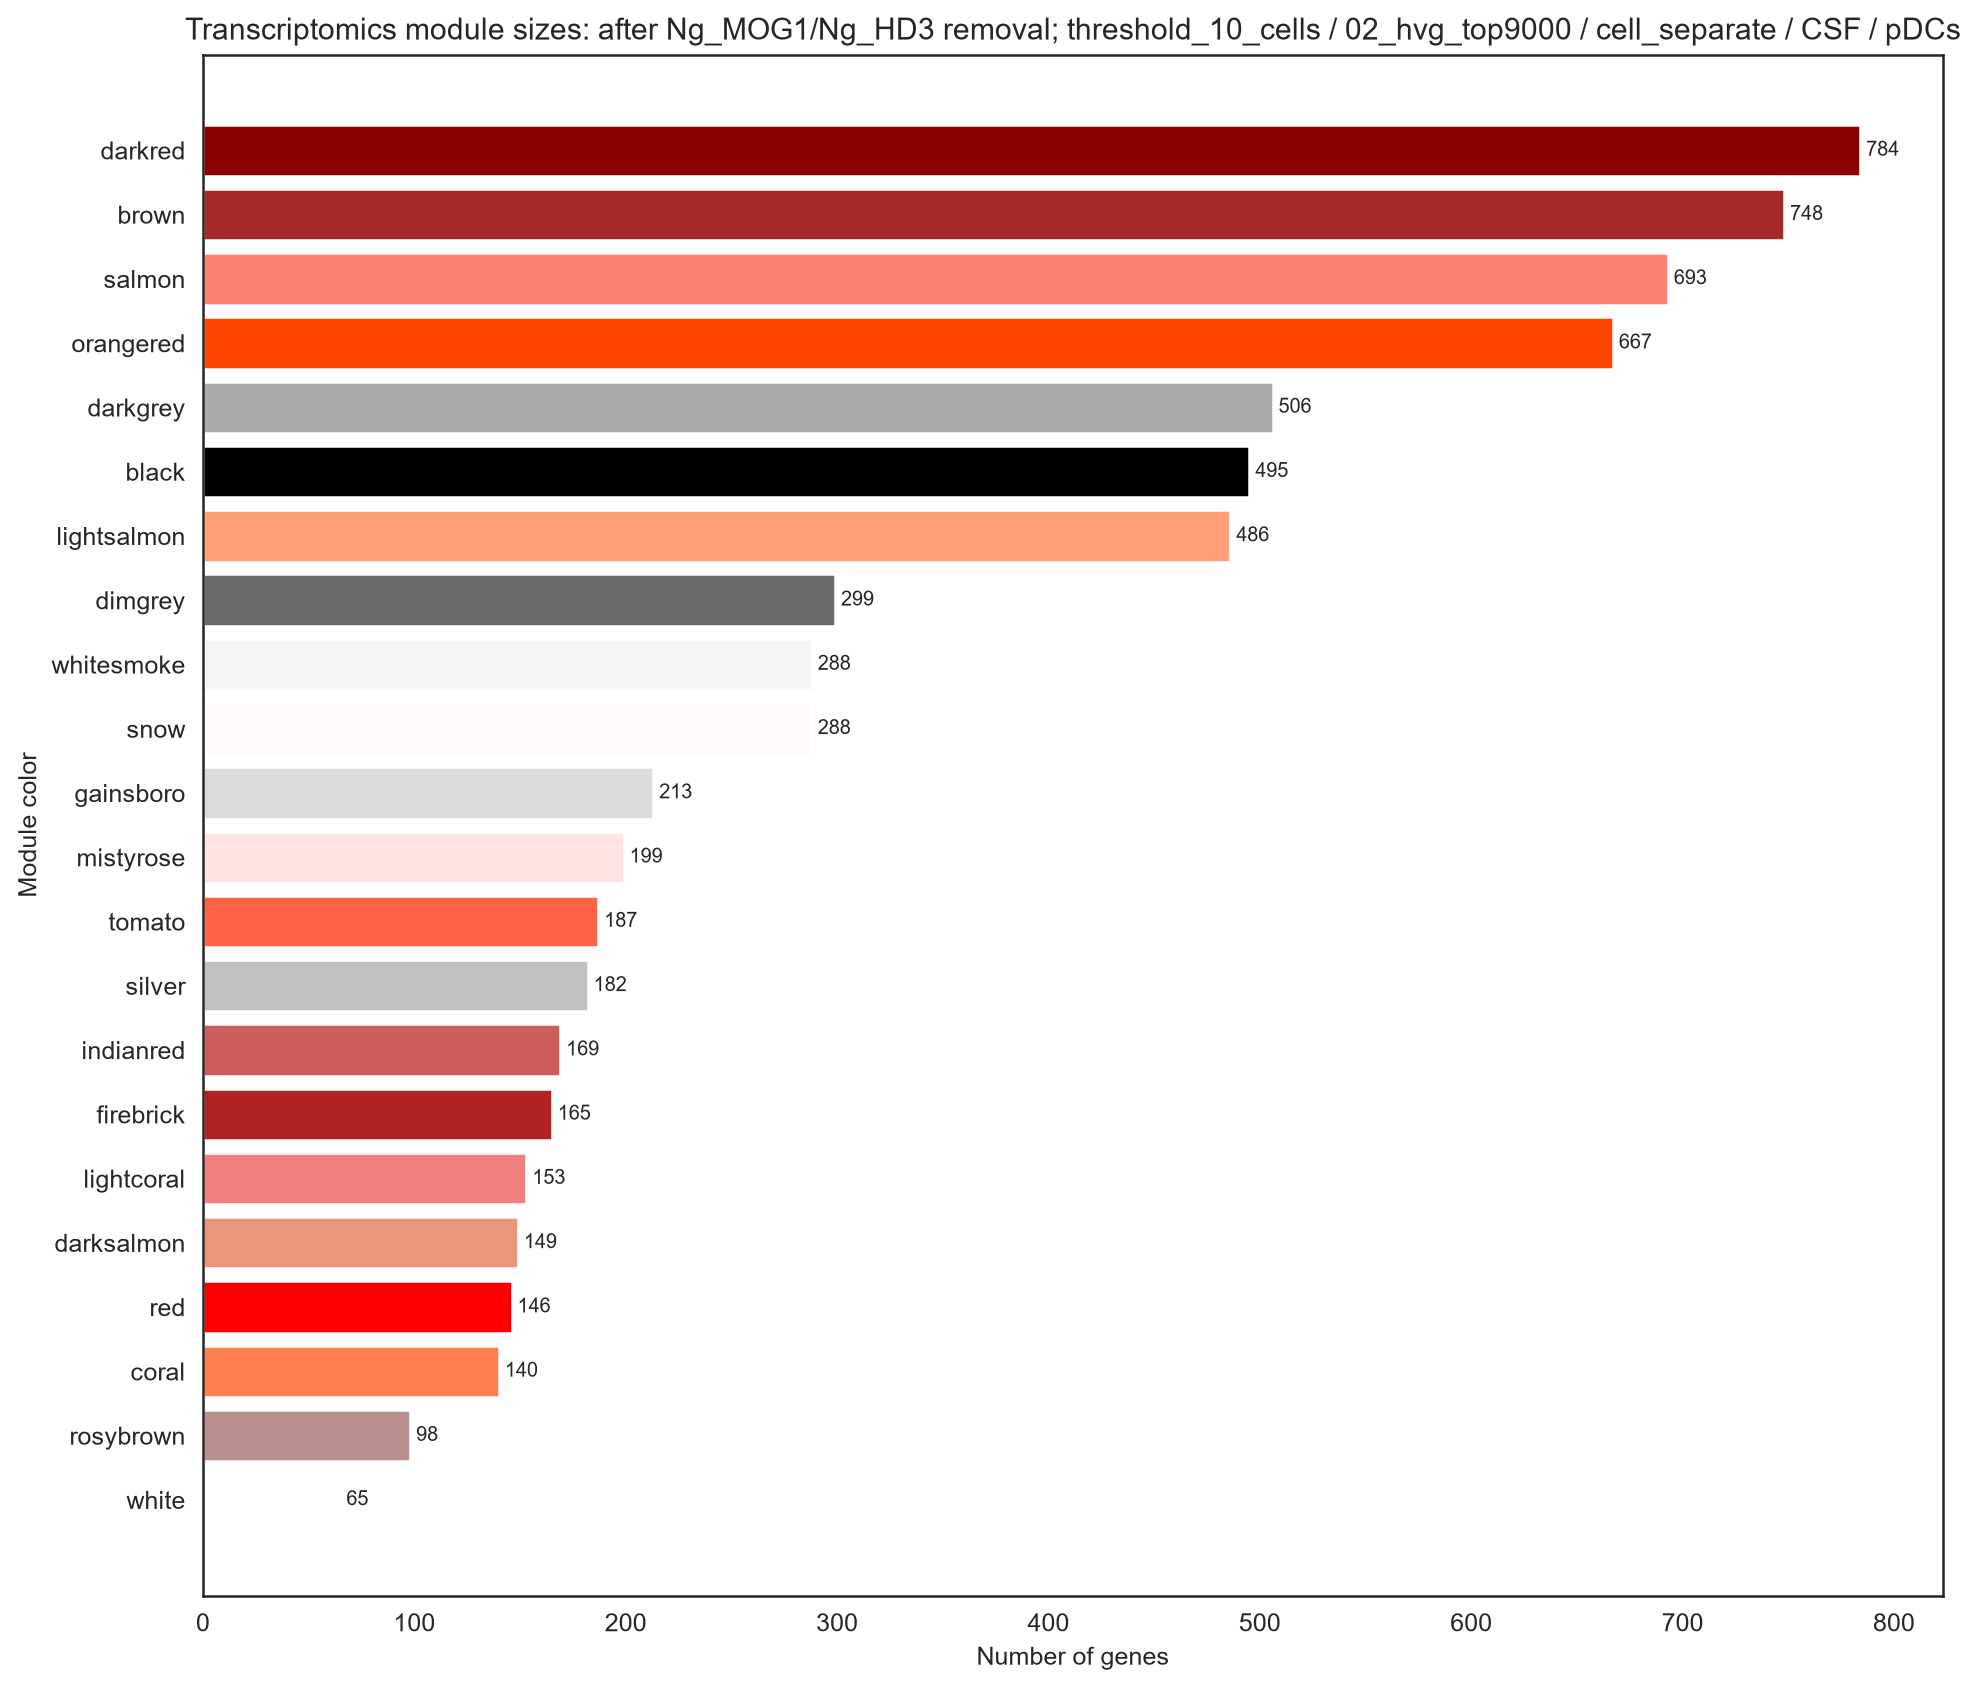 Transcriptomics module sizes: after Ng_MOG1/Ng_HD3 removal; threshold_10_cells / 02_hvg_top9000 / cell_separate / CSF / pDCs
darkred 784
brown 748
salmon 693
orangered 667
darkgrey 506
black 495
lightsalmon 486
dimgrey 299
whitesmoke 288
snow 288
gainsboro 213
mistyrose 199
tomato 187
silver 182
indianred 169
firebrick 165
lightcoral 153
darksalmon 149
red 146
coral 140
rosybrown 98
white 65
Module color
0 100 200 300 400 500 600 700 800
Number of genes